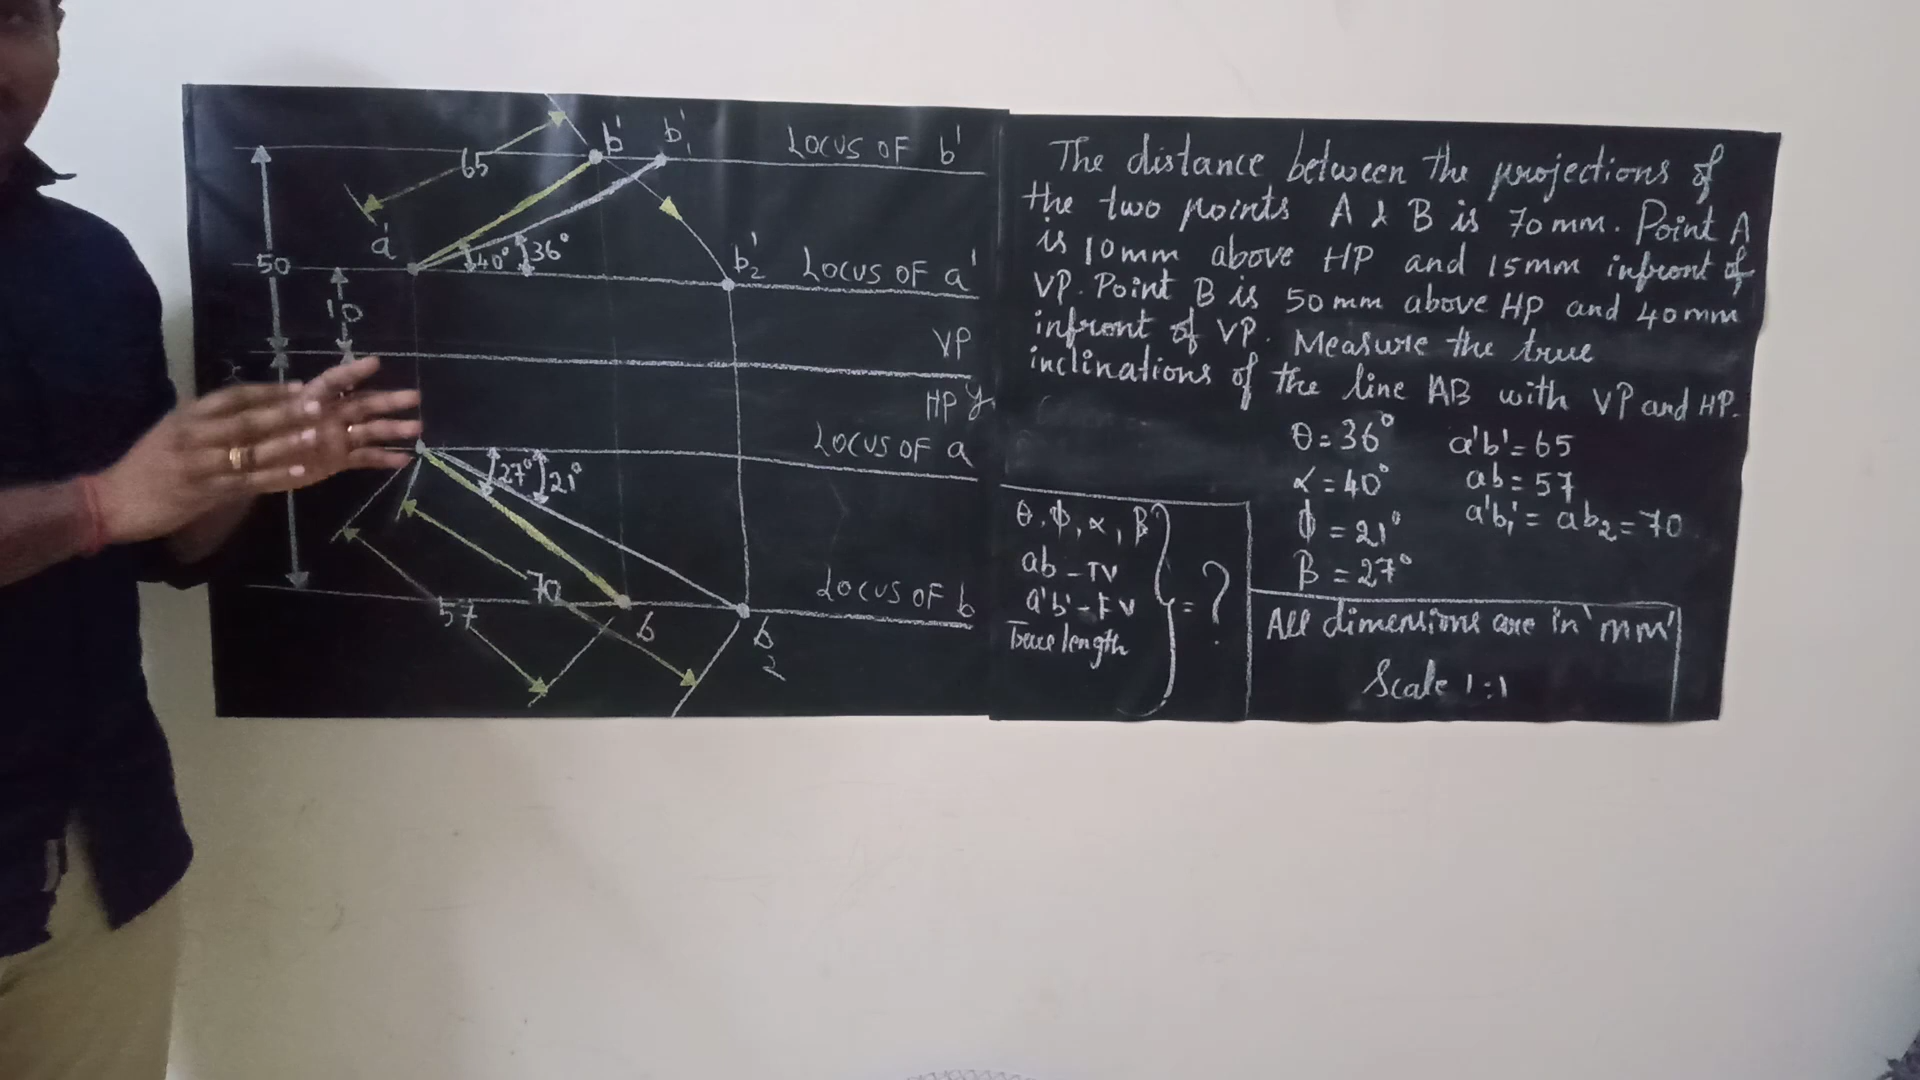 65
b'
b'₁
LOCUS OF b'
a'
40°
36°
b'₂
LOCUS OF a'
50
10
VP
HP
y
LOCUS OF a
27°
21°
70
57
b
b
2
LOCUS OF b
The distance between the projections of
the two points A & B is 70mm. Point A
is 10mm above HP and 15mm infront of
VP. Point B is 50mm above HP and 40mm
infront of VP. Measure the true
inclinations of the line AB with VP and HP.
θ = 36°
a'b' = 65
α = 40°
ab = 57
ϕ = 21°
a'b₁' = ab₂ = 70
β = 27°
θ, ϕ, α, β
ab - TV
a'b' - FV
True length
= ?
All dimensions are in 'mm'
Scale 1:1